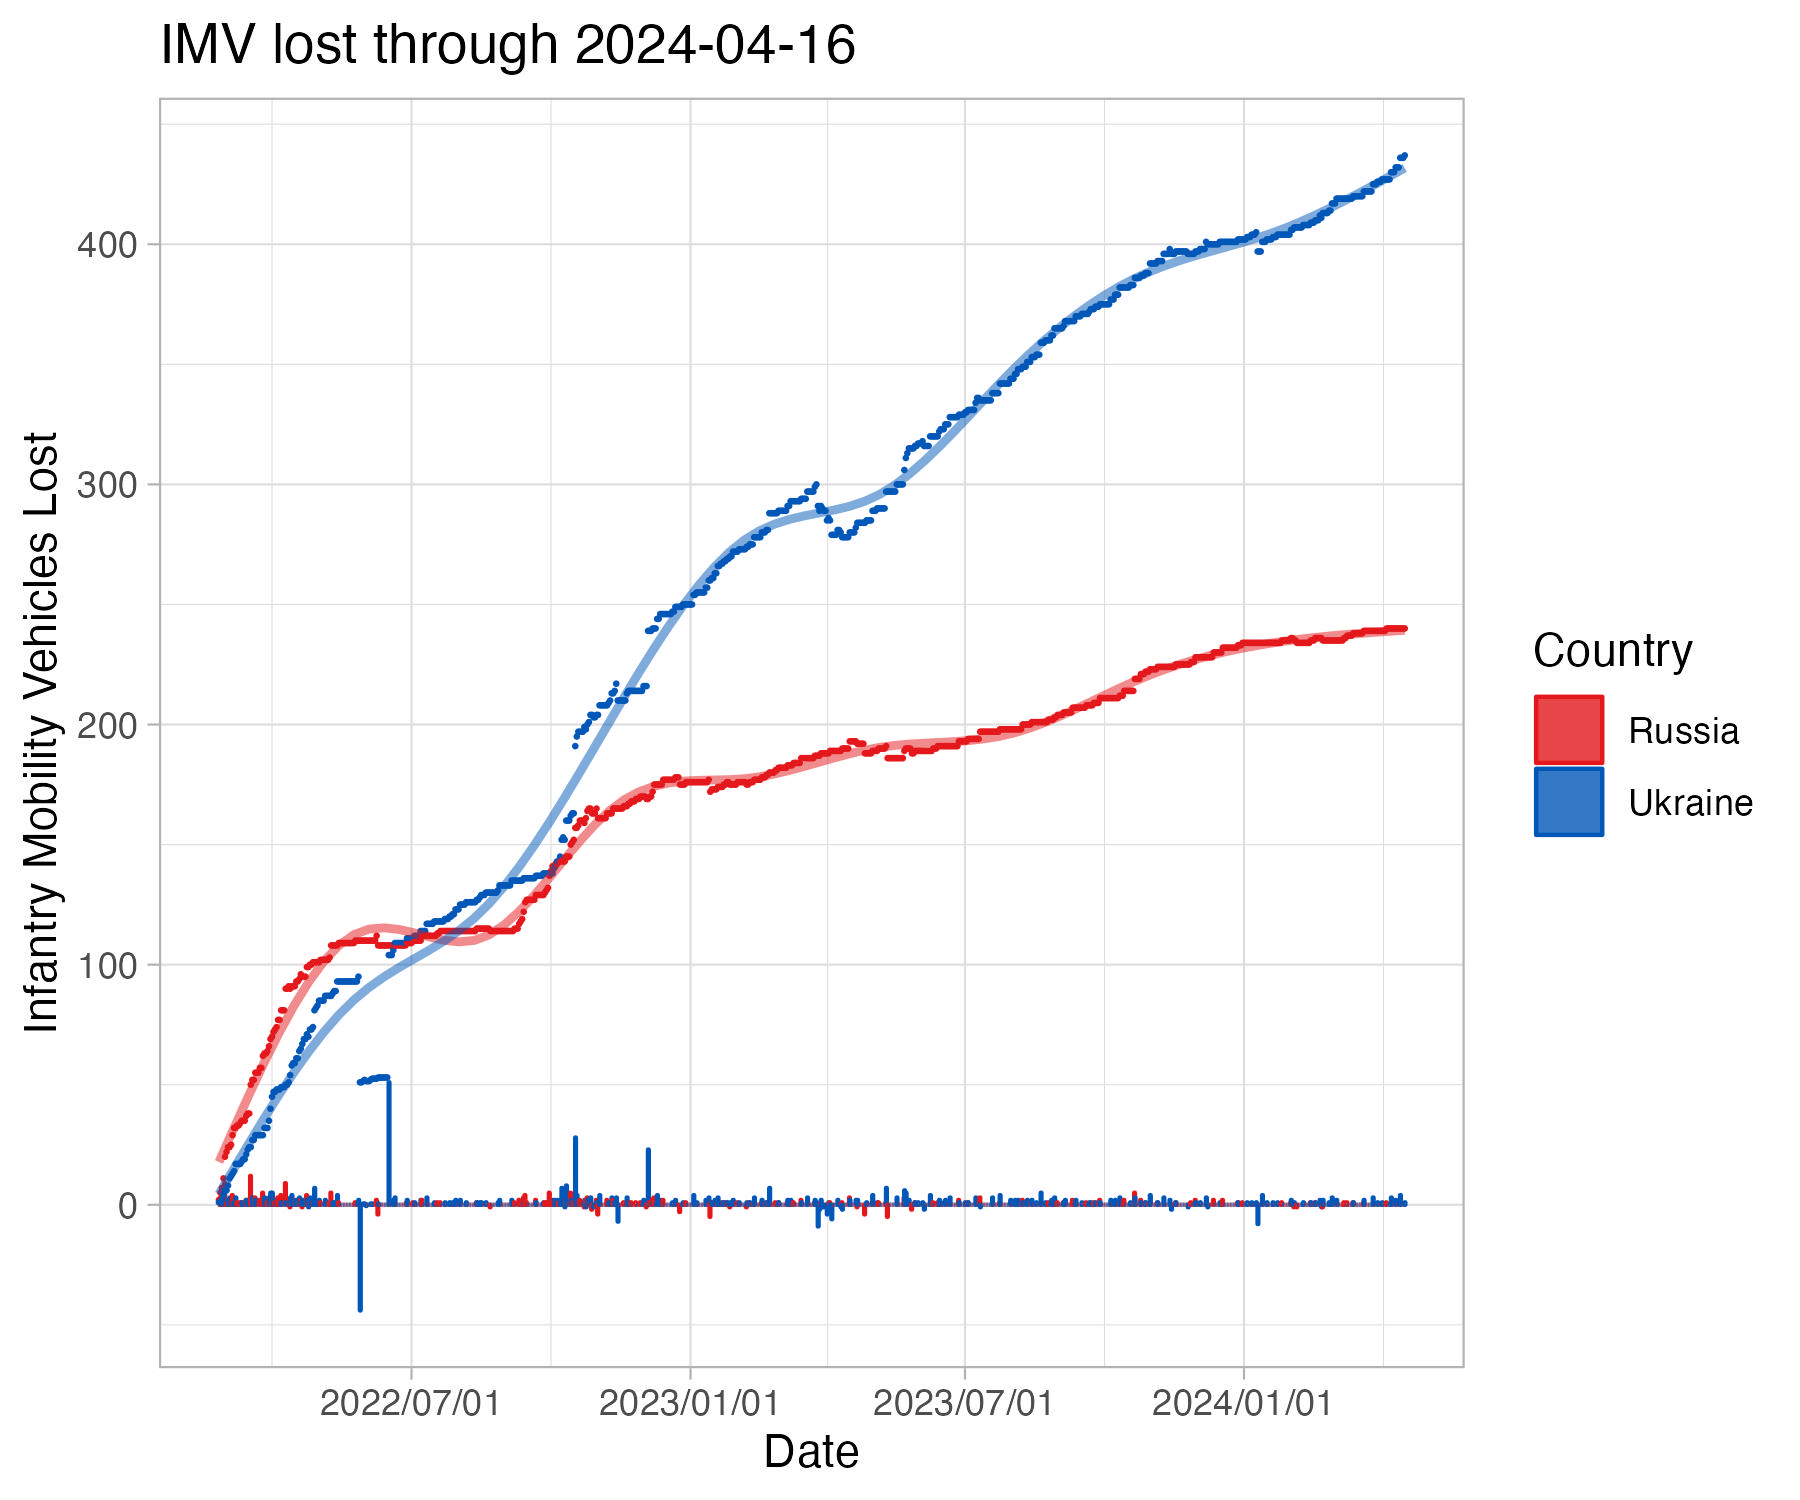 IMV lost through 2024-04-16
Infantry Mobility Vehicles Lost
400
300
200
100
0
2022/07/01
2023/01/01
2023/07/01
2024/01/01
Date
Country
Russia
Ukraine